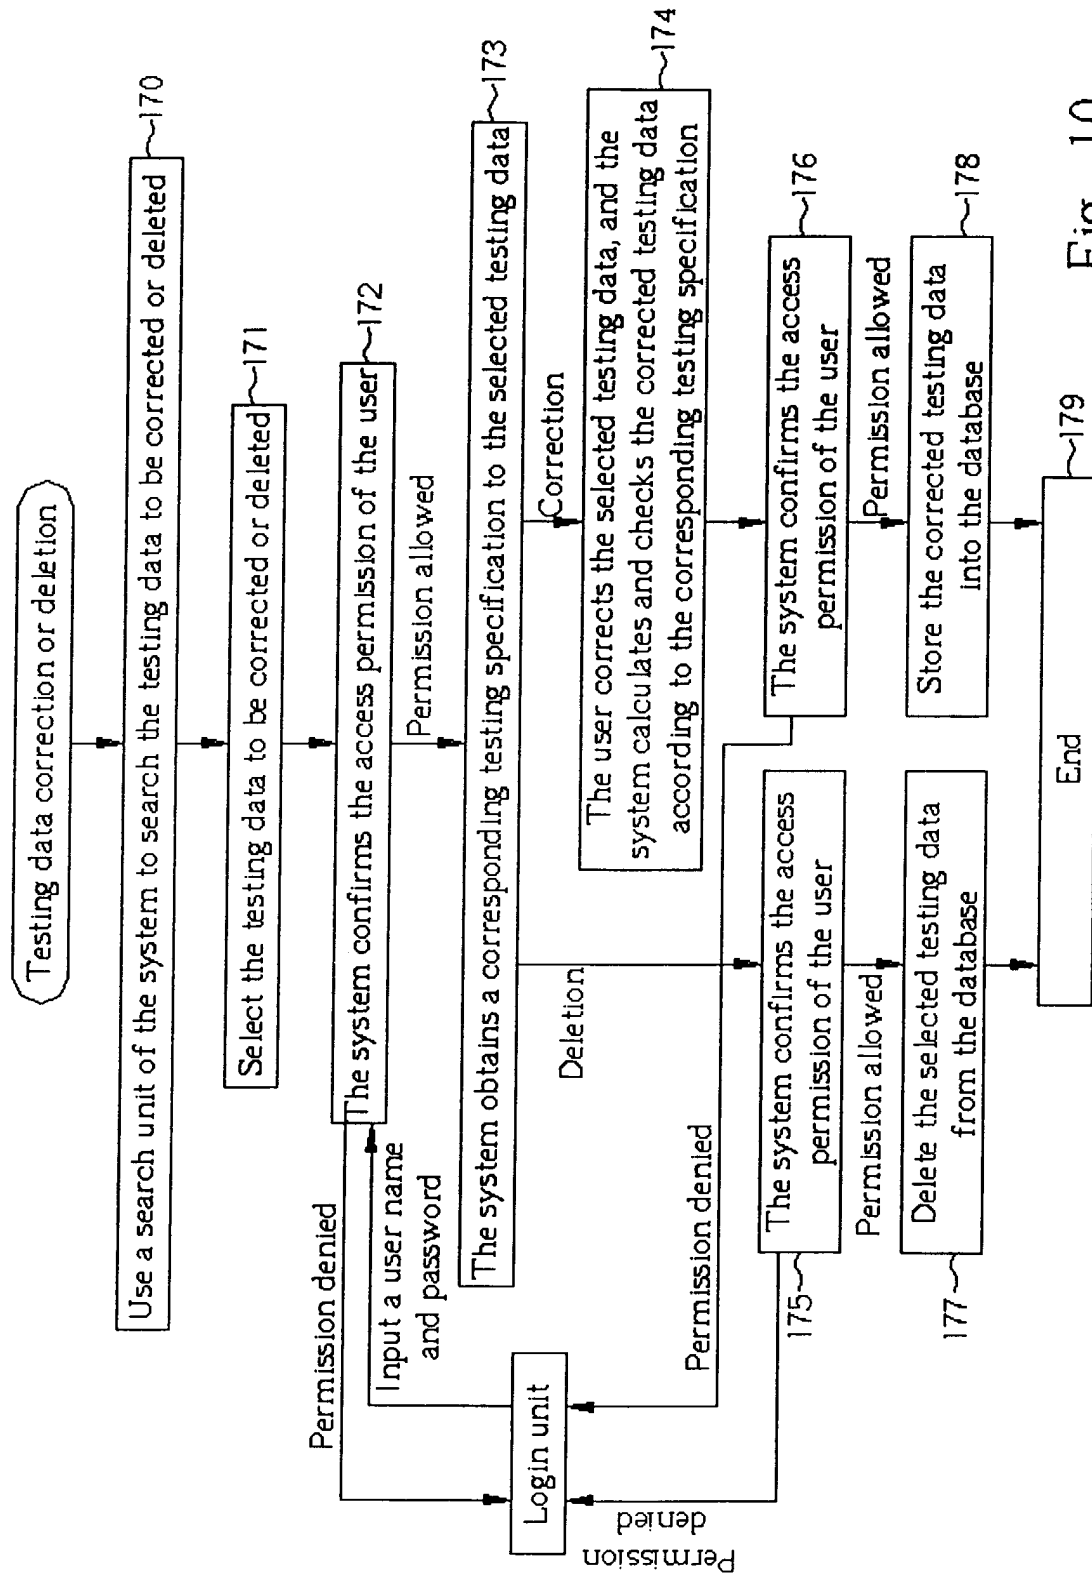 Testing data correction or deletion
Use a search unit of the system to search the testing data to be corrected or deleted
170
Select the testing data to be corrected or deleted
171
The system confirms the access permission of the user
172
Permission denied
Input a user name
and password
Permission allowed
The system obtains a corresponding testing specification to the selected testing data
173
Login unit
Deletion
Correction
The user corrects the selected testing data, and the
system calculates and checks the corrected testing data
according to the corresponding testing specification
174
Permission
denied
Permission denied
The system confirms the access
permission of the user
175
The system confirms the access
permission of the user
176
Permission allowed
Permission allowed
Delete the selected testing data
from the database
177
Store the corrected testing data
into the database
178
End
179
Fig. 10